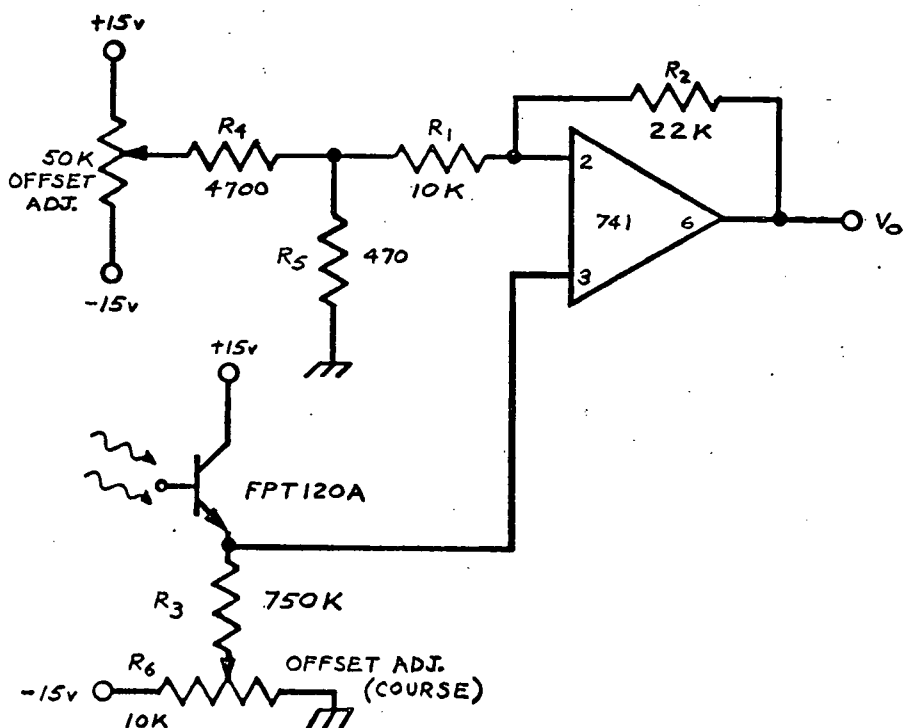 +15v
R2
22K
R4
4700
R1
10K
50K
OFFSET
ADJ.
2
741
6
3
Vo
R5
470
-15v
+15v
FPT120A
R3
750K
R6
OFFSET ADJ.
(COURSE)
-15v
10K